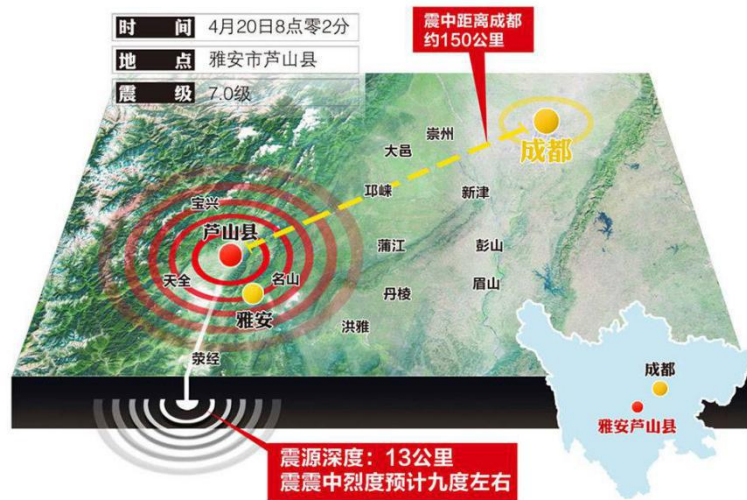 时 间 4月20日8点零2分
地 点 雅安市芦山县
震 级 7.0级
震中距离成都
约150公里
成都
崇州
大邑
邛崃
新津
宝兴
芦山县
蒲江
彭山
天全
名山
雅安
丹棱
眉山
洪雅
荥经
成都
雅安芦山县
震源深度：13公里
震震中烈度预计九度左右